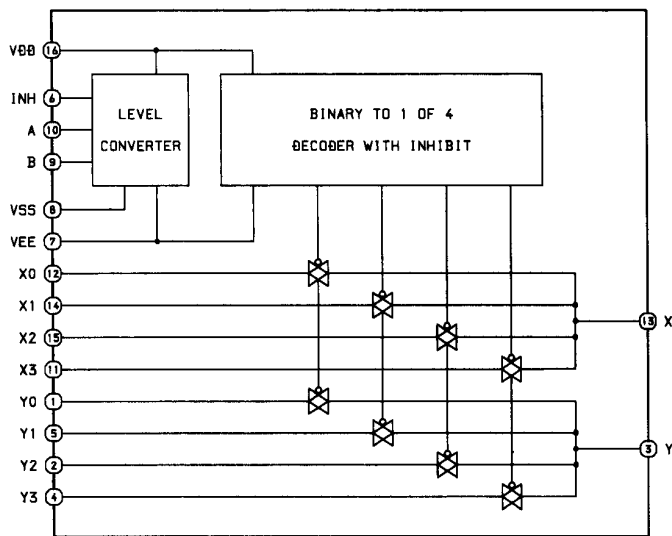 VDD 16
INH 6
A 10
B 9
VSS 8
VEE 7
LEVEL
CONVERTER
BINARY TO 1 OF 4
DECODER WITH INHIBIT
X0 12
X1 14
X2 15
X3 11
13 X
Y0 1
Y1 5
Y2 2
Y3 4
3 Y